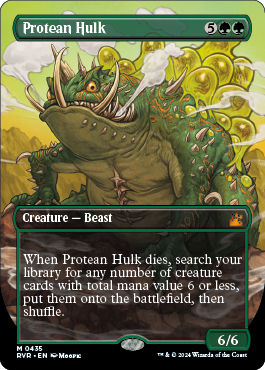 Protean Hulk 5
Creature — Beast
When Protean Hulk dies, search your
library for any number of creature
cards with total mana value 6 or less,
put them onto the battlefield, then
shuffle.
6/6
M 0435
RVR • EN Moopic
™ & © 2024 Wizards of the Coast